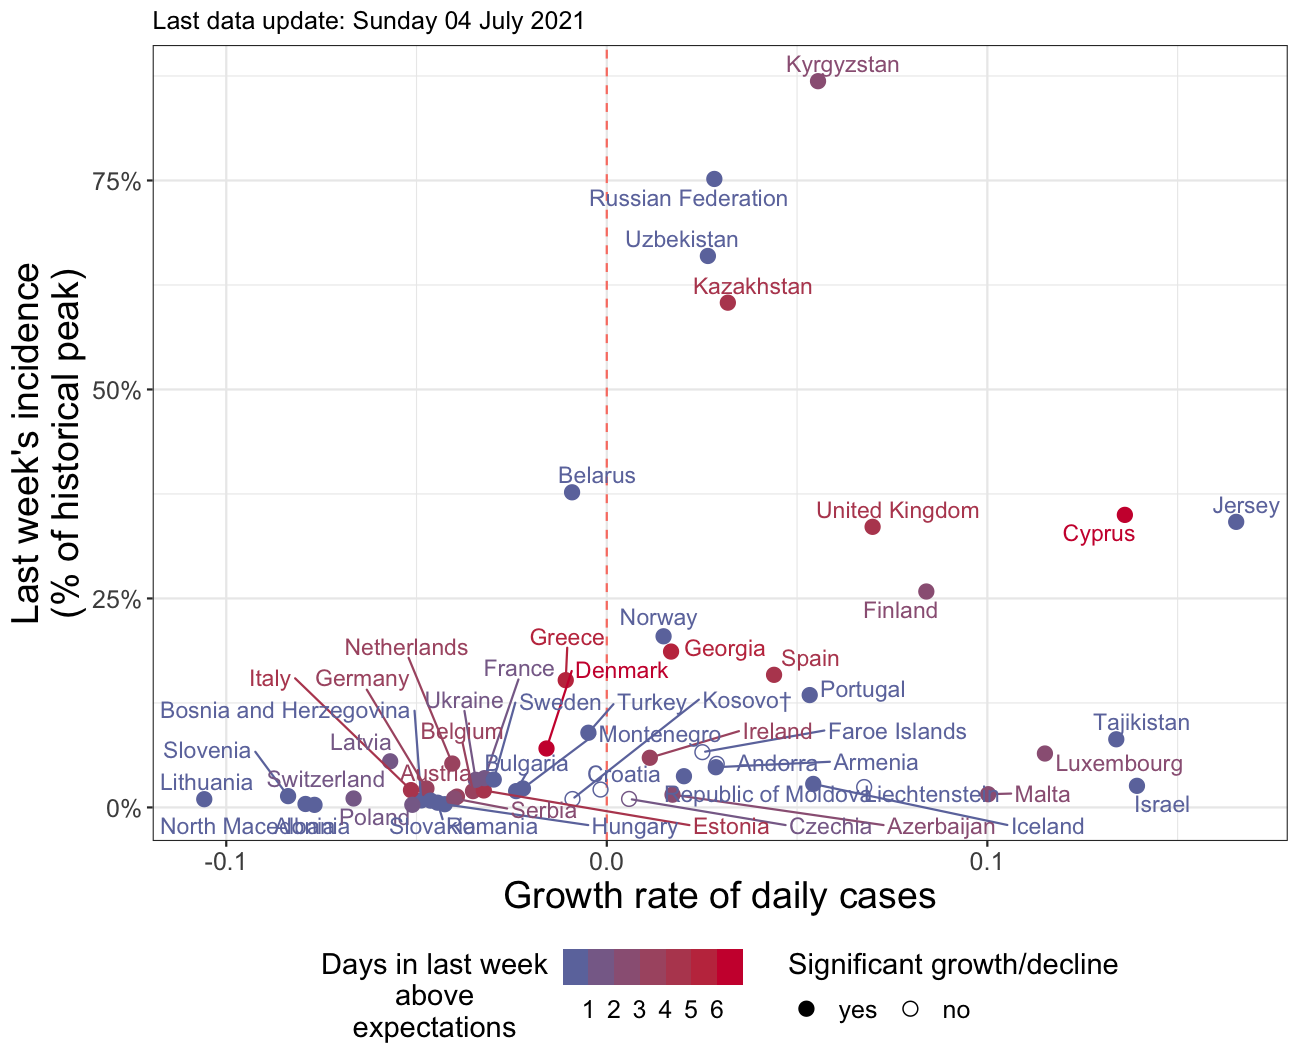 Last data update: Sunday 04 July 2021
Last week's incidence
(% of historical peak)
75%
50%
25%
0%
Kyrgyzstan
Russian Federation
Uzbekistan
Kazakhstan
Belarus
United Kingdom
Jersey
Cyprus
Finland
Norway
Greece
Georgia
Netherlands
Spain
France
Denmark
Italy
Germany
Portugal
Ukraine
Sweden
Turkey
Kosovo†
Bosnia and Herzegovina
Tajikistan
Belgium
Montenegro
Ireland
Faroe Islands
Latvia
Slovenia
Bulgaria
Andorra
Armenia
Luxembourg
Austria
Croatia
Switzerland
Lithuania
Republic of Moldova
Liechtenstein
Malta
Israel
Serbia
Poland
North Macedonia
Albania
Slovakia
Romania
Hungary
Estonia
Czechia
Azerbaijan
Iceland
-0.1
0.0
0.1
Growth rate of daily cases
Days in last week
above
expectations
1 2 3 4 5 6
Significant growth/decline
yes
no